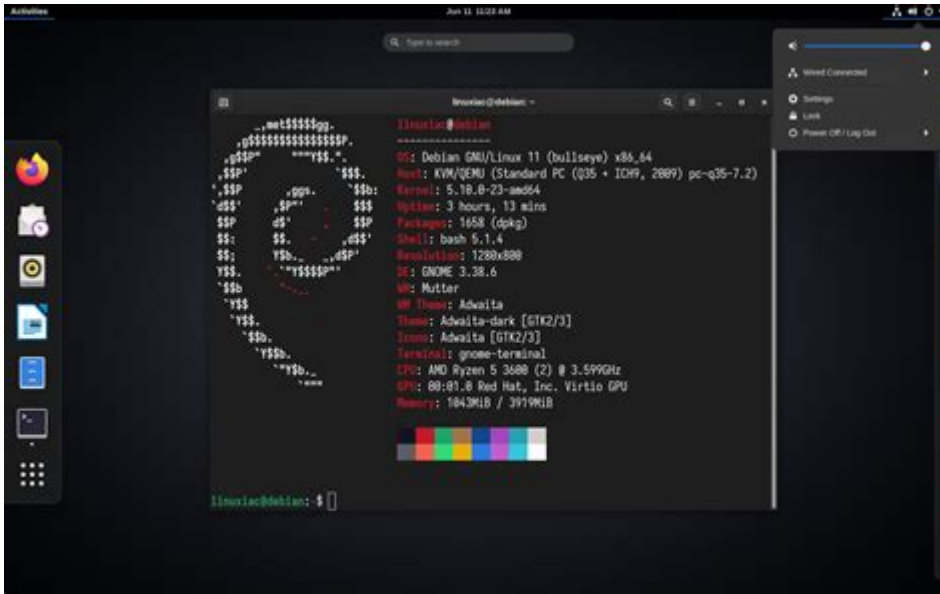 Activities
Jun 11 11:23 AM
Type to search
Wired Connected
Settings
Lock
Power Off / Log Out
linuxiac@debian: ~
_,met$$$$$gg.
,g$$$$$$$$$$$$$$$P.
,g$$P" """Y$$.".
,$$P' `$$$.
',$$P ,ggs. `$$b:
`d$$' ,$P"' . $$$
$$P d$' , $$P
$$: $$. - ,d$$'
$$; Y$b._ _,d$P'
Y$$. `.`"Y$$$$P"'
`$$b "-.__
`Y$$
`Y$$.
`$$b.
`Y$$b.
`"Y$b._
`"""
linuxiac@debian
---------------
OS: Debian GNU/Linux 11 (bullseye) x86_64
Host: KVM/QEMU (Standard PC (Q35 + ICH9, 2009) pc-q35-7.2)
Kernel: 5.10.0-23-amd64
Uptime: 3 hours, 13 mins
Packages: 1658 (dpkg)
Shell: bash 5.1.4
Resolution: 1280x800
DE: GNOME 3.38.6
WM: Mutter
WM Theme: Adwaita
Theme: Adwaita-dark [GTK2/3]
Icons: Adwaita [GTK2/3]
Terminal: gnome-terminal
CPU: AMD Ryzen 5 3600 (2) @ 3.599GHz
GPU: 00:01.0 Red Hat, Inc. Virtio GPU
Memory: 1043MiB / 3919MiB
linuxiac@debian:~$